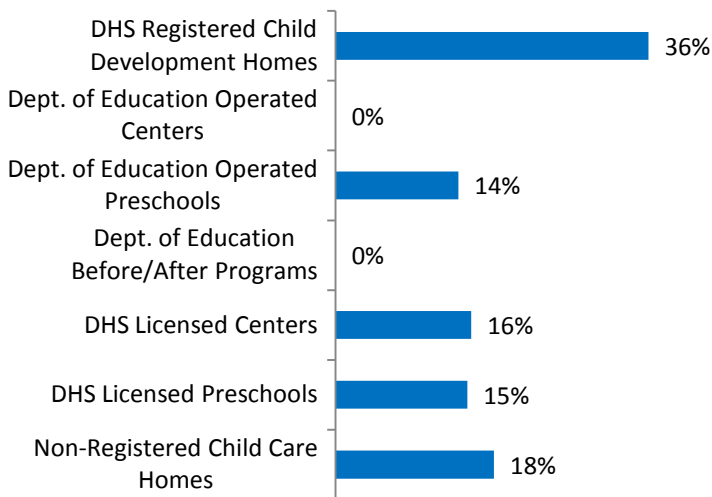 DHS Registered Child
Development Homes
36%
Dept. of Education Operated
Centers
0%
Dept. of Education Operated
Preschools
14%
Dept. of Education
Before/After Programs
0%
DHS Licensed Centers
16%
DHS Licensed Preschools
15%
Non-Registered Child Care
Homes
18%